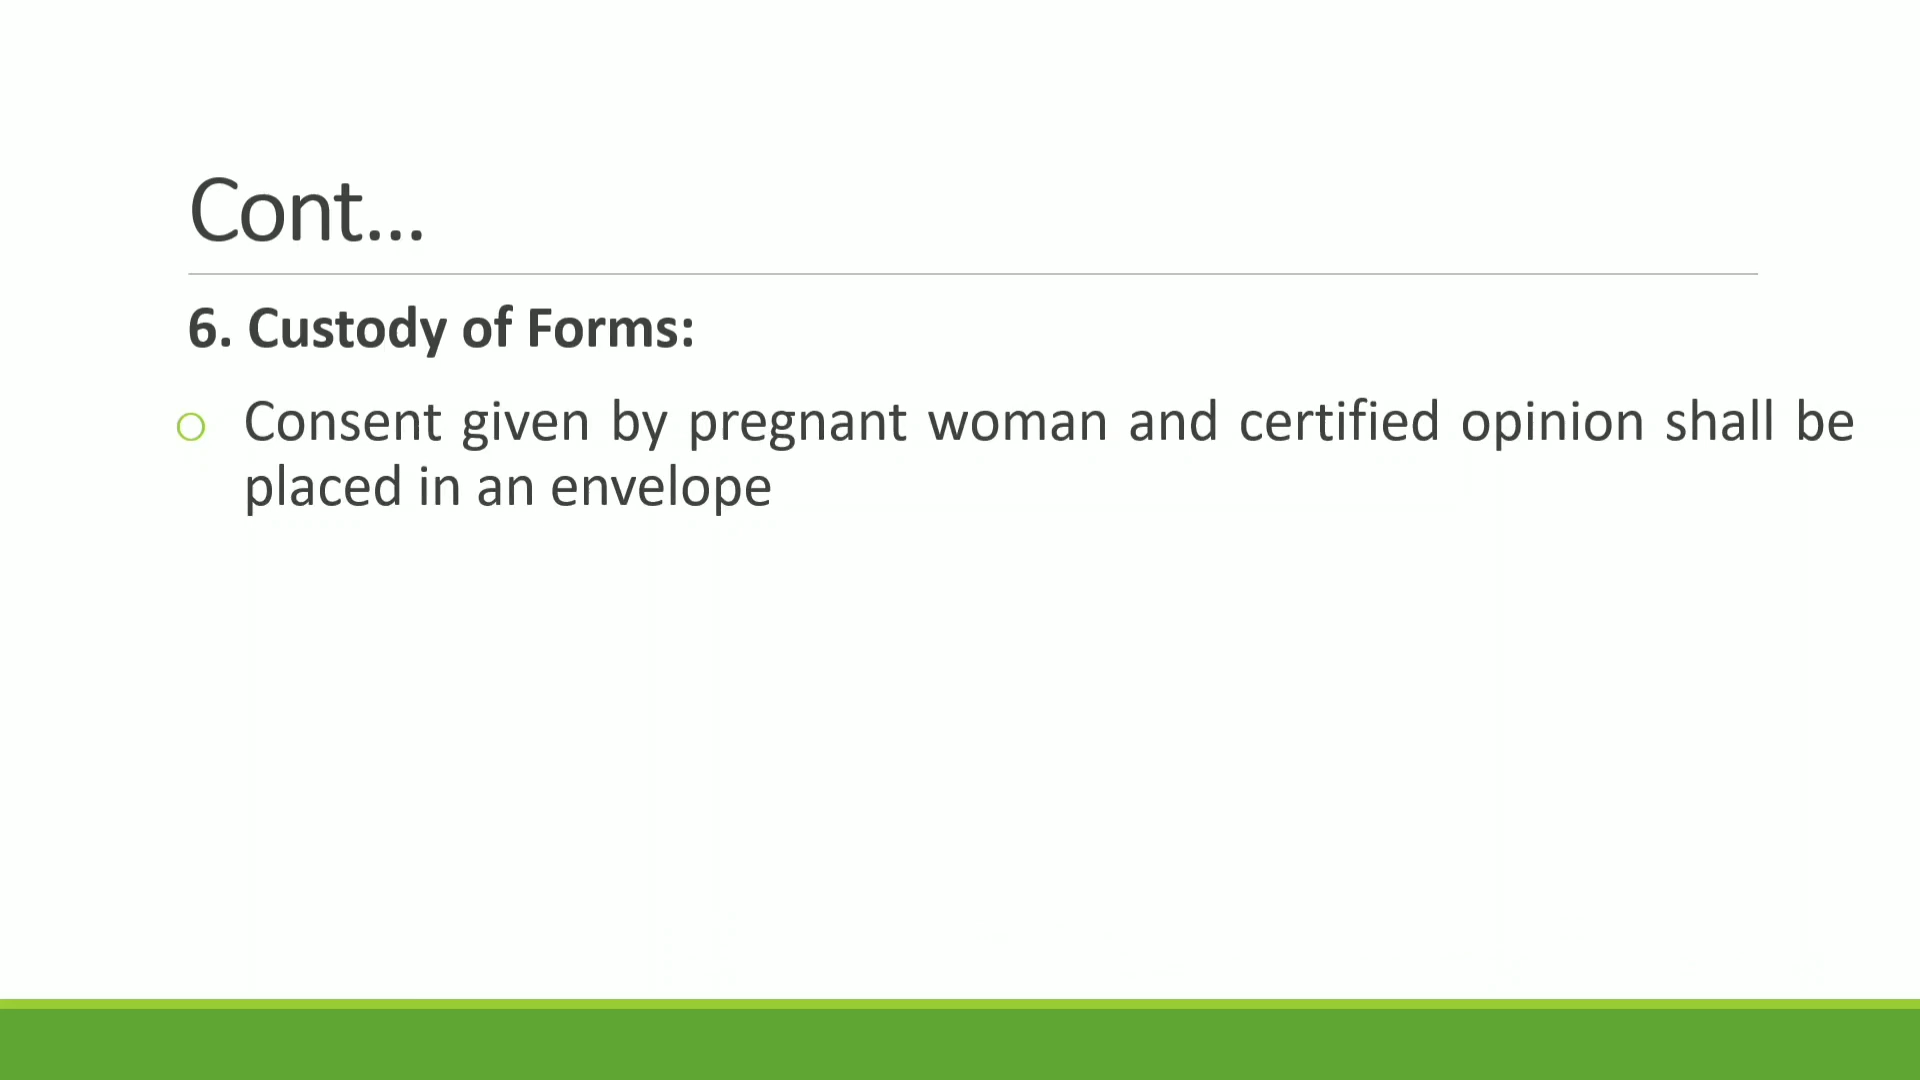 Cont...
6. Custody of Forms:
Consent given by pregnant woman and certified opinion shall be
placed in an envelope